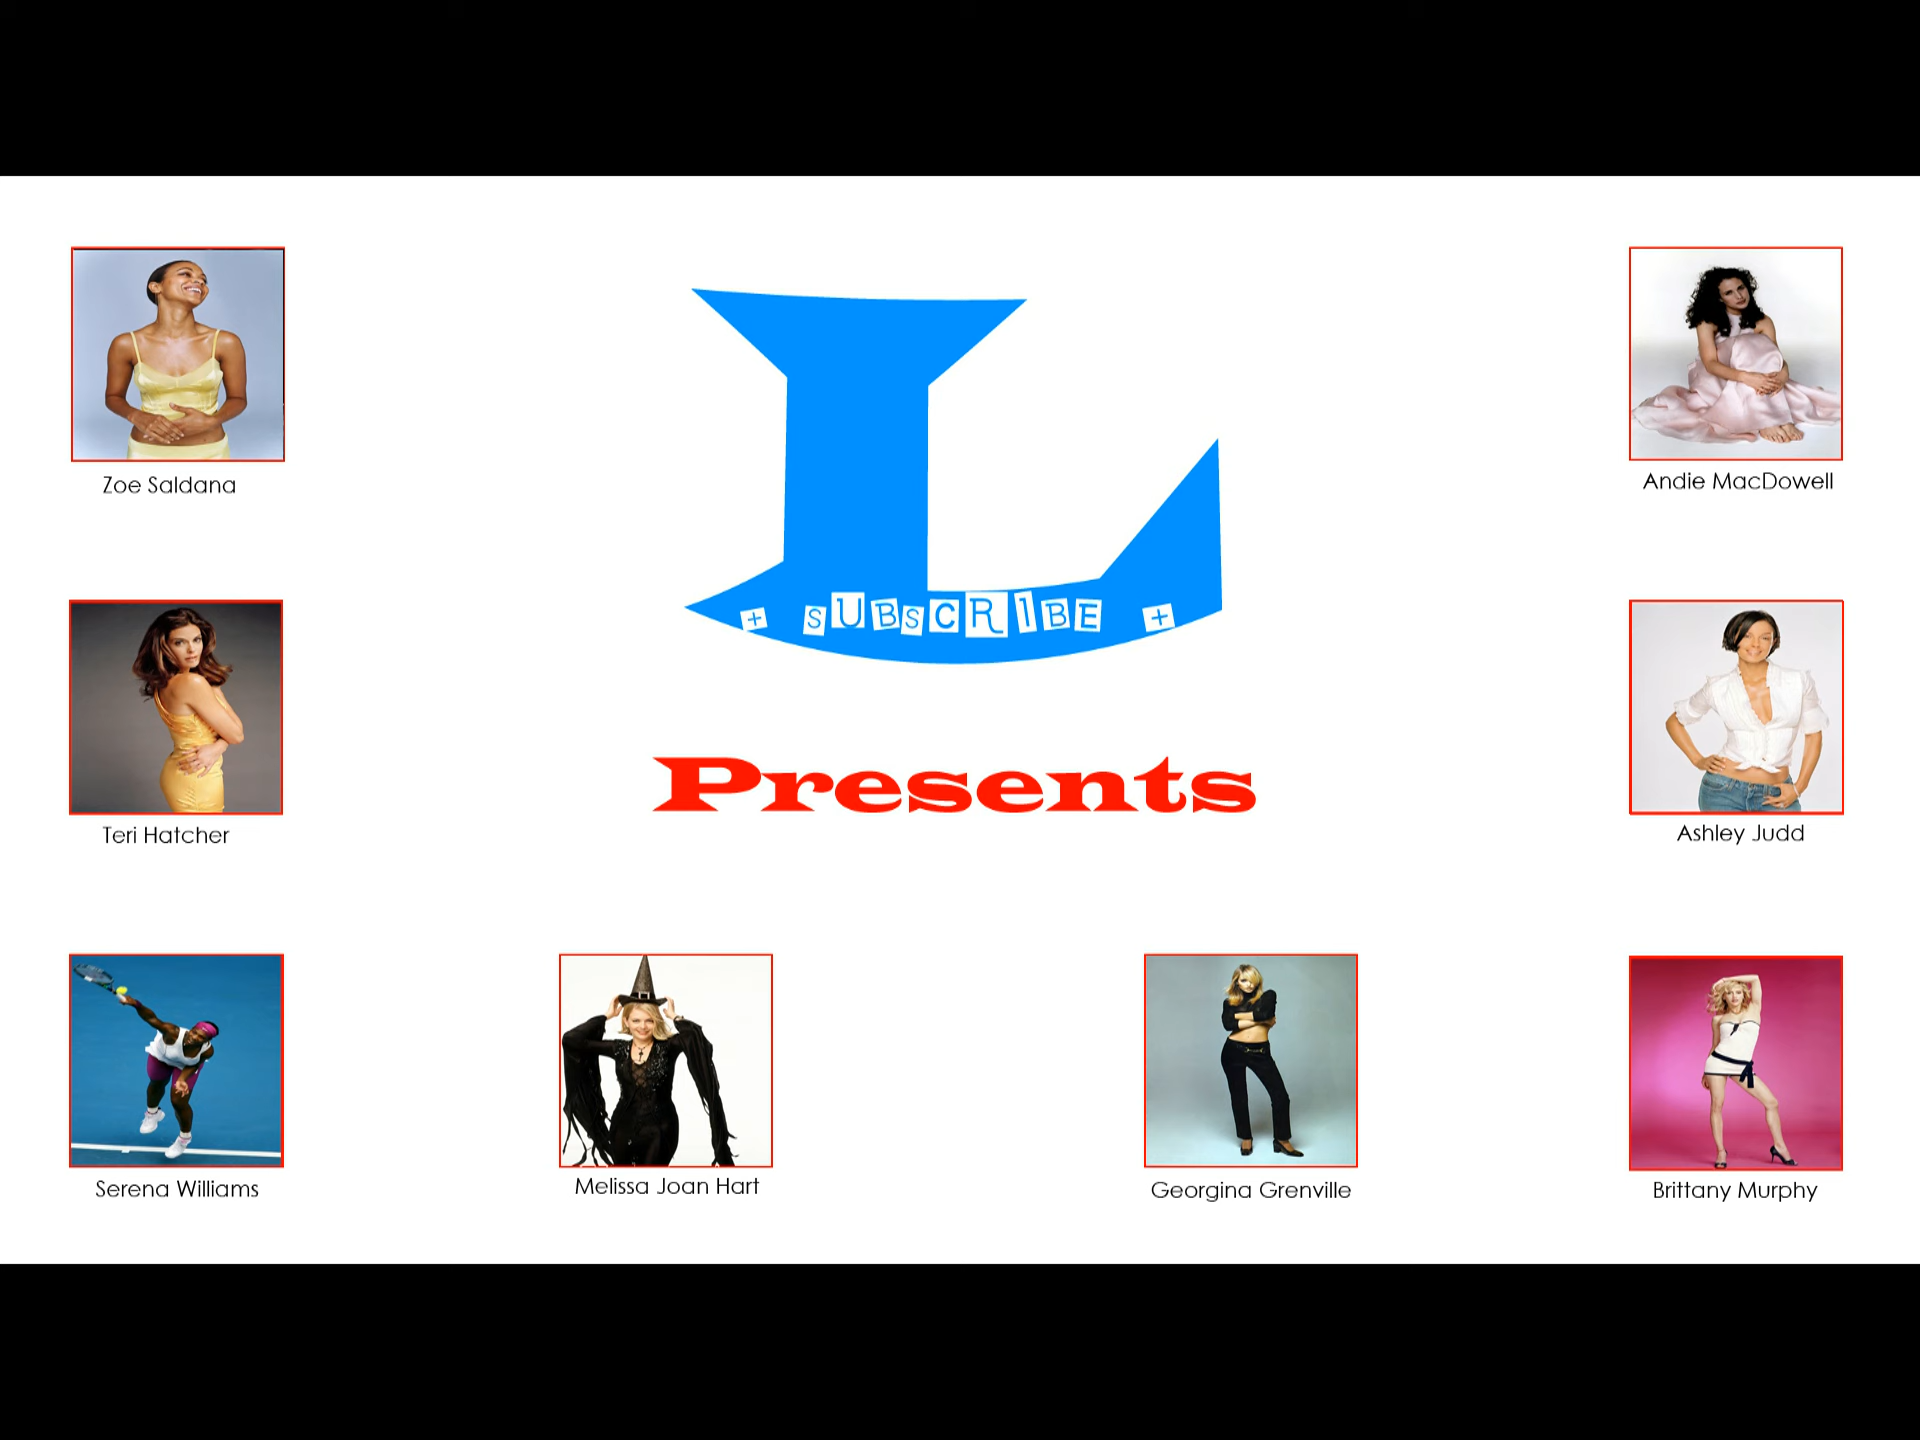 Zoe Saldana
Andie MacDowell
L
+ SUBSCRIBE +
Presents
Teri Hatcher
Ashley Judd
Serena Williams
Melissa Joan Hart
Georgina Grenville
Brittany Murphy